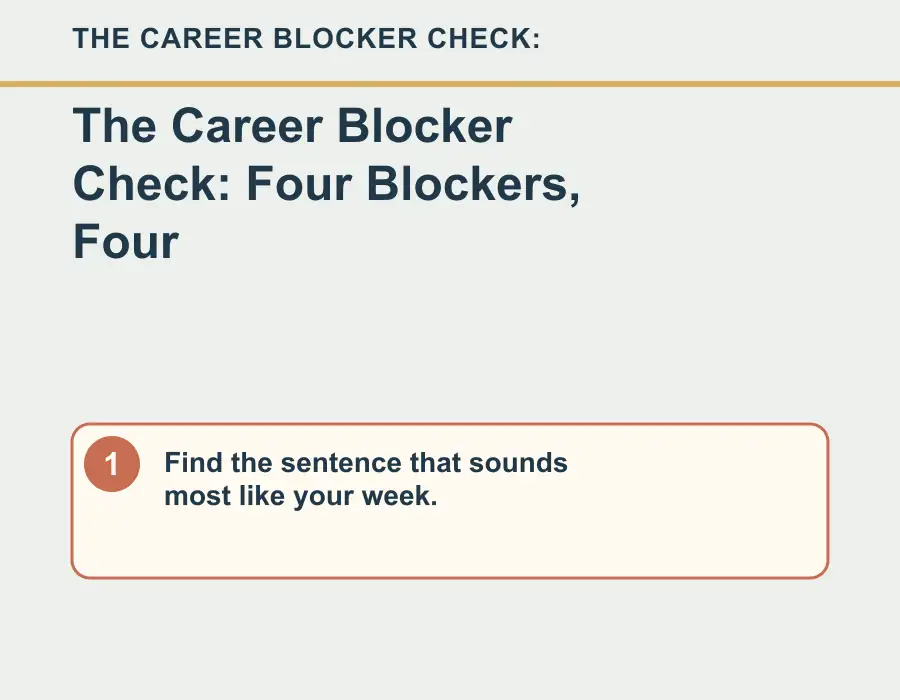 THE CAREER BLOCKER CHECK:
The Career Blocker
Check: Four Blockers,
Four
1
Find the sentence that sounds
most like your week.